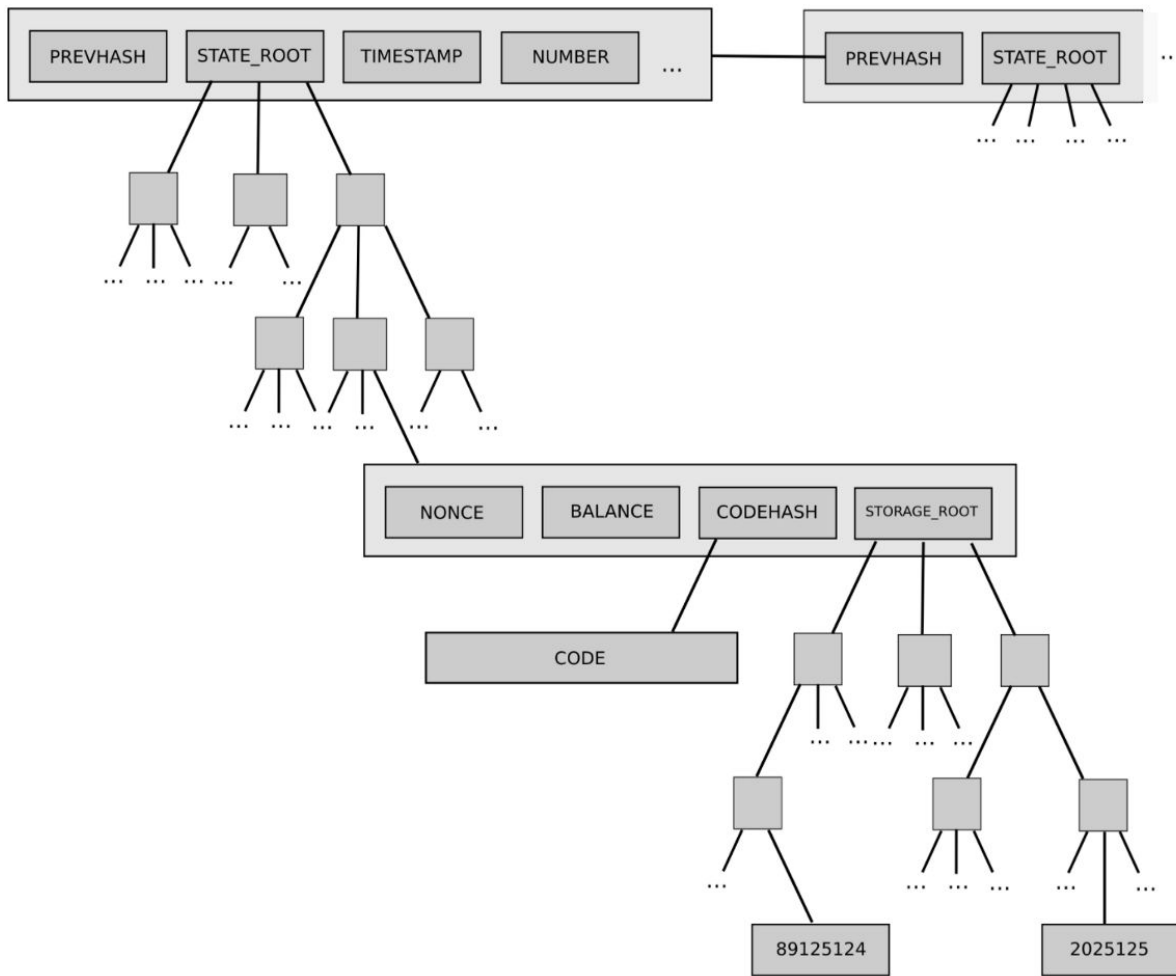 PREVHASH STATE_ROOT TIMESTAMP NUMBER ... PREVHASH STATE_ROOT ...
... ... ... ...
... ... ... ... ...
... ... ... ... ... ... ... ...
NONCE BALANCE CODEHASH STORAGE_ROOT
CODE
... ... ... ... ...
... ... ... ... ... ...
89125124 2025125